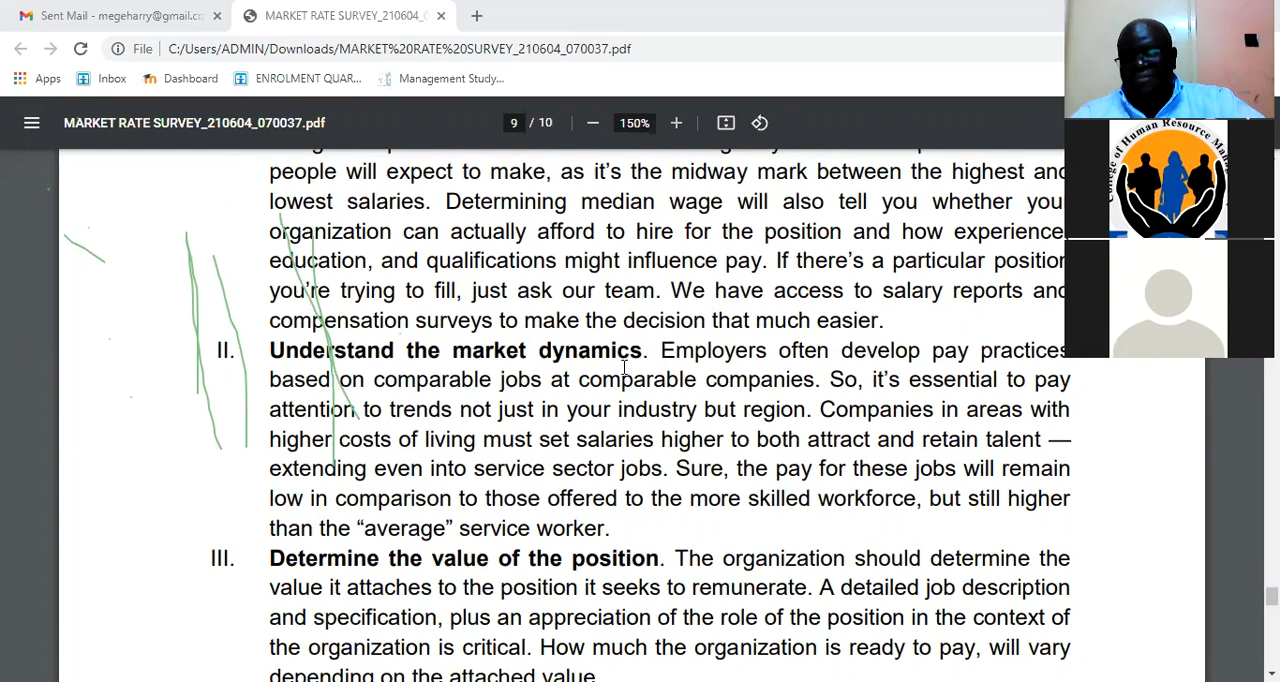 Sent Mail - megeharry@gmail.cc
MARKET RATE SURVEY_210604_0
File
C:/Users/ADMIN/Downloads/MARKET%20RATE%20SURVEY_210604_070037.pdf
Apps
Inbox
Dashboard
ENROLMENT QUAR...
Management Study...
MARKET RATE SURVEY_210604_070037.pdf
9 / 10
150%
College of Human Resource Mana
people will expect to make, as it's the midway mark between the highest and
lowest salaries. Determining median wage will also tell you whether you
organization can actually afford to hire for the position and how experience
education, and qualifications might influence pay. If there's a particular position
you're trying to fill, just ask our team. We have access to salary reports and
compensation surveys to make the decision that much easier.
II. Understand the market dynamics. Employers often develop pay practices
based on comparable jobs at comparable companies. So, it's essential to pay
attention to trends not just in your industry but region. Companies in areas with
higher costs of living must set salaries higher to both attract and retain talent —
extending even into service sector jobs. Sure, the pay for these jobs will remain
low in comparison to those offered to the more skilled workforce, but still higher
than the “average” service worker.
III. Determine the value of the position. The organization should determine the
value it attaches to the position it seeks to remunerate. A detailed job description
and specification, plus an appreciation of the role of the position in the context of
the organization is critical. How much the organization is ready to pay, will vary
depending on the attached value.